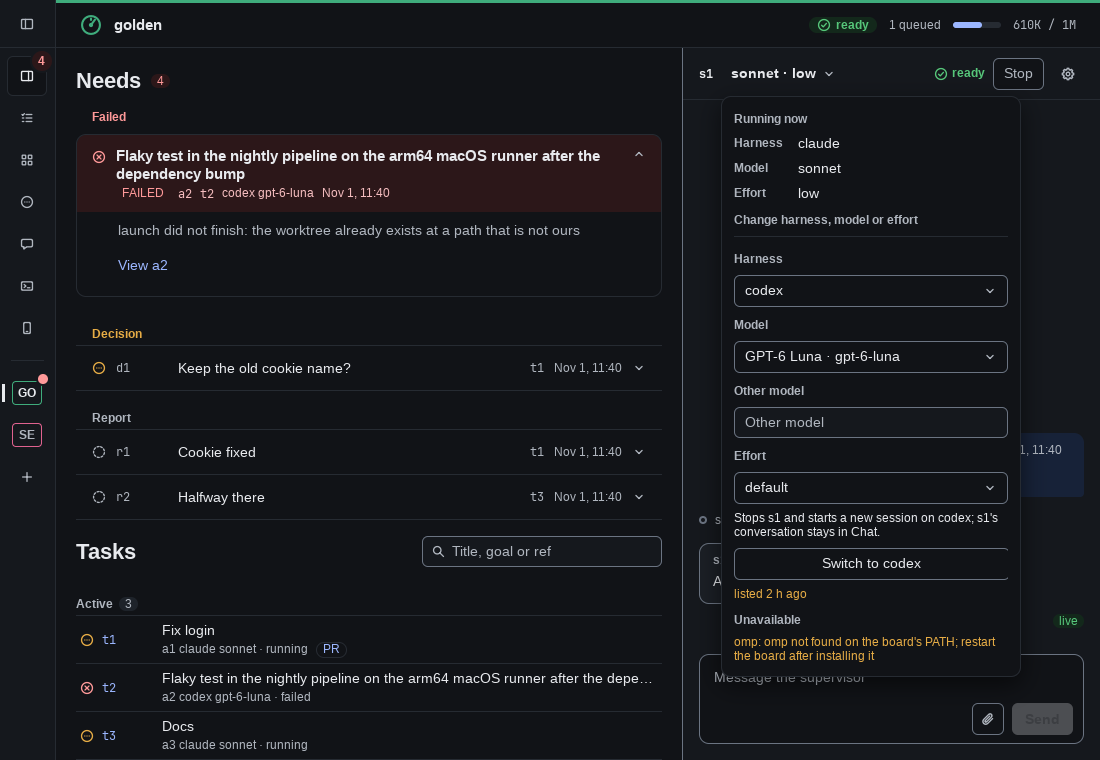 golden
ready
1 queued
610K / 1M
4
GO
SE
Needs 4
Failed
Flaky test in the nightly pipeline on the arm64 macOS runner after the
dependency bump
FAILED a2 t2 codex gpt-6-luna Nov 1, 11:40
launch did not finish: the worktree already exists at a path that is not ours
View a2
Decision
d1 Keep the old cookie name? t1 Nov 1, 11:40
Report
r1 Cookie fixed t1 Nov 1, 11:40
r2 Halfway there t3 Nov 1, 11:40
Tasks
Title, goal or ref
Active 3
t1 Fix login
a1 claude sonnet · running PR
t2 Flaky test in the nightly pipeline on the arm64 macOS runner after the depe…
a2 codex gpt-6-luna · failed
t3 Docs
a3 claude sonnet · running
s1 sonnet · low
ready
Stop
Running now
Harness claude
Model sonnet
Effort low
Change harness, model or effort
Harness
codex
Model
GPT-6 Luna · gpt-6-luna
Other model
Other model
Effort
default
Stops s1 and starts a new session on codex; s1's
conversation stays in Chat.
Switch to codex
listed 2 h ago
Unavailable
omp: omp not found on the board's PATH; restart
the board after installing it
1, 11:40
s
s
A
live
Message the supervisor
Send